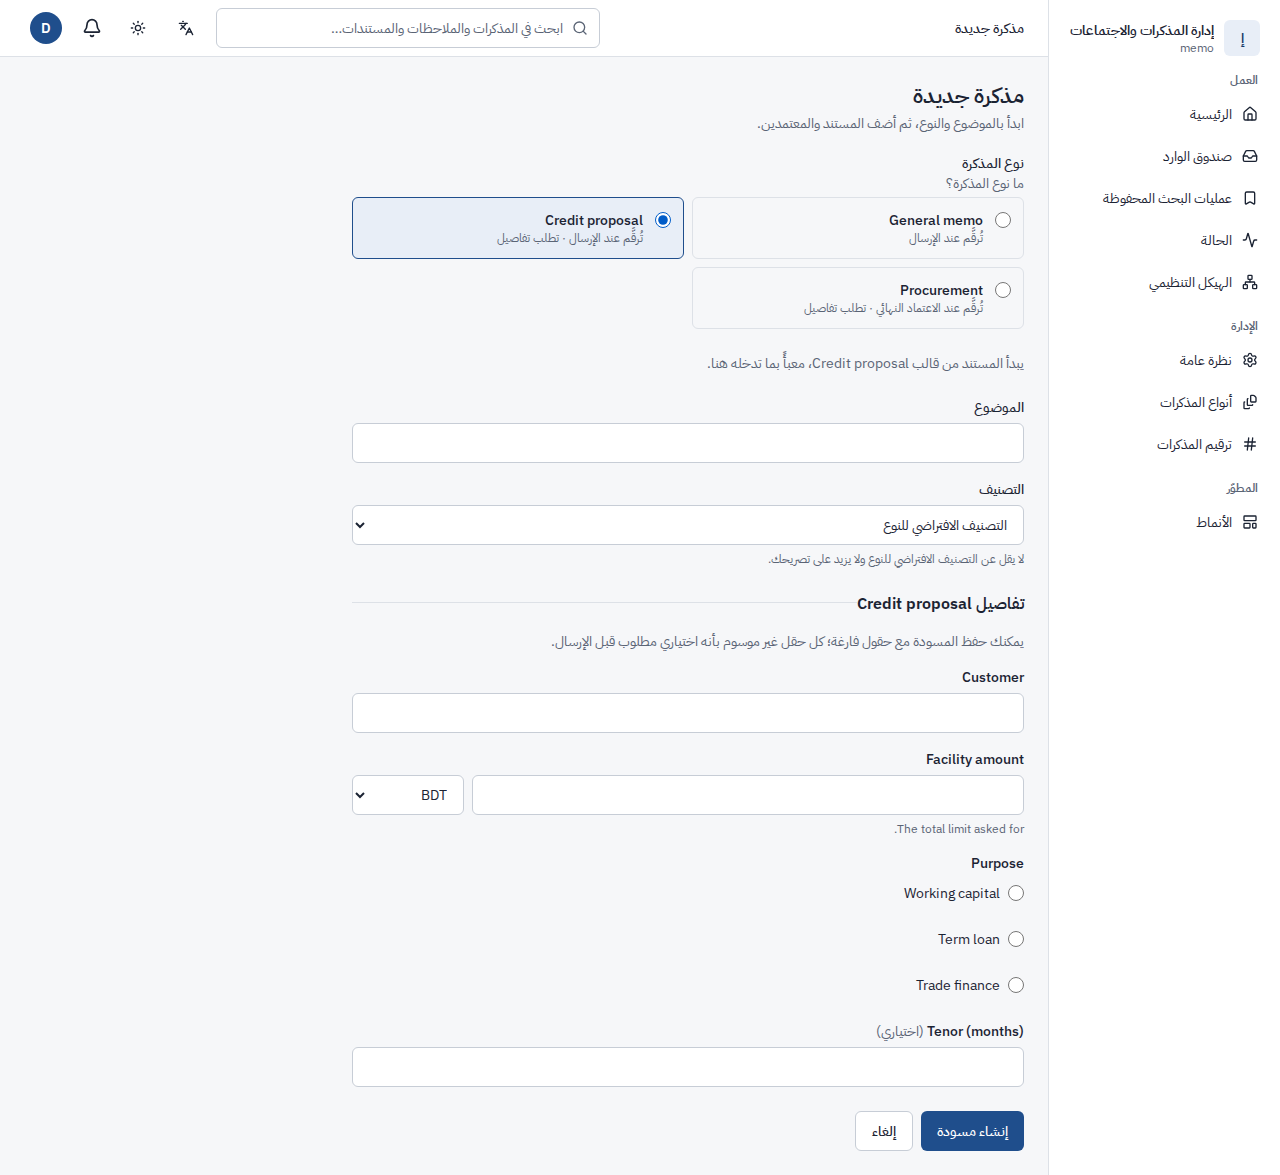 إدارة المذكرات والاجتماعات
memo
إ
العمل
الرئيسية
صندوق الوارد
عمليات البحث المحفوظة
الحالة
الهيكل التنظيمي
الإدارة
نظرة عامة
أنواع المذكرات
ترقيم المذكرات
المطوّر
الأنماط
مذكرة جديدة
ابحث في المذكرات والملاحظات والمستندات...
D
مذكرة جديدة
ابدأ بالموضوع والنوع، ثم أضف المستند والمعتمدين.
نوع المذكرة
ما نوع المذكرة؟
General memo
تُرقَّم عند الإرسال
Credit proposal
تُرقَّم عند الإرسال · تطلب تفاصيل
Procurement
تُرقَّم عند الاعتماد النهائي · تطلب تفاصيل
يبدأ المستند من قالب Credit proposal، معبأً بما تدخله هنا.
الموضوع
التصنيف
التصنيف الافتراضي للنوع
لا يقل عن التصنيف الافتراضي للنوع ولا يزيد على تصريحك.
تفاصيل Credit proposal
يمكنك حفظ المسودة مع حقول فارغة؛ كل حقل غير موسوم بأنه اختياري مطلوب قبل الإرسال.
Customer
Facility amount
BDT
The total limit asked for.
Purpose
Working capital
Term loan
Trade finance
Tenor (months) (اختياري)
إنشاء مسودة
إلغاء